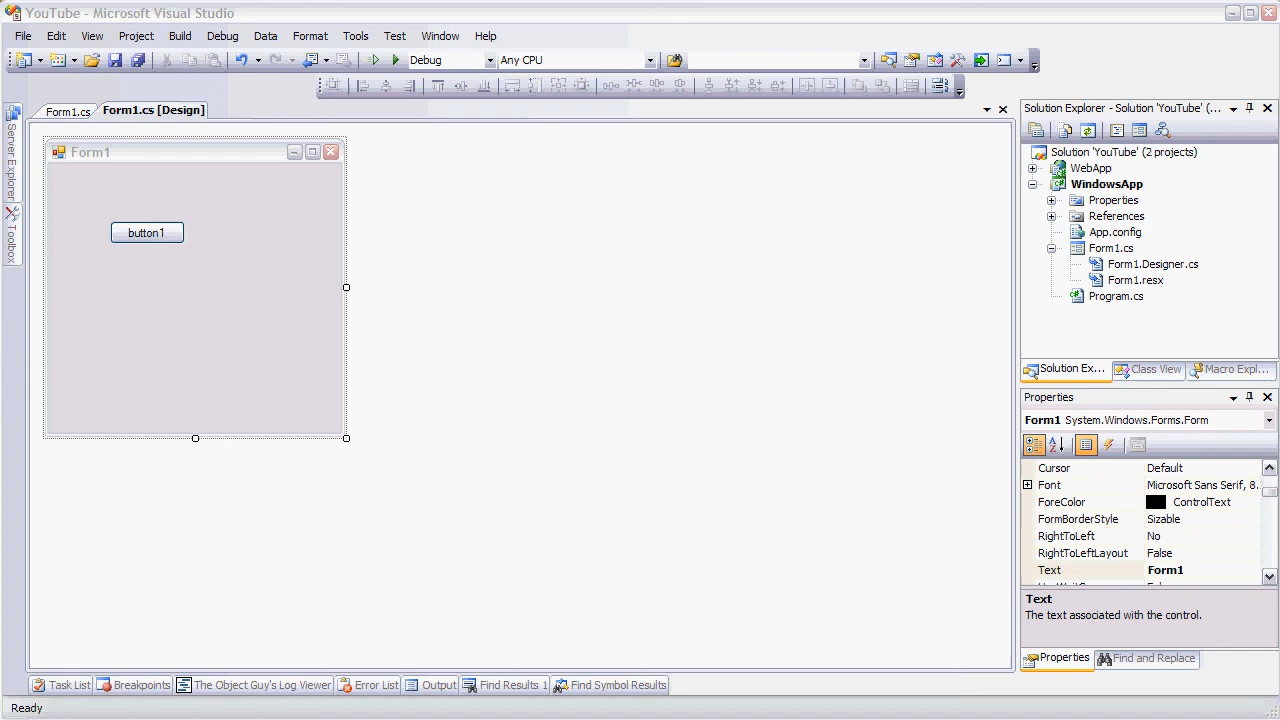 YouTube - Microsoft Visual Studio
File Edit View Project Build Debug Data Format Tools Test Window Help
Debug Any CPU
Form1.cs Form1.cs [Design]
Server Explorer
Toolbox
Form1
button1
Solution Explorer - Solution 'YouTube' (...
Solution 'YouTube' (2 projects)
WebApp
WindowsApp
Properties
References
App.config
Form1.cs
Form1.Designer.cs
Form1.resx
Program.cs
Solution Ex... Class View Macro Expl...
Properties
Form1 System.Windows.Forms.Form
Cursor Default
Font Microsoft Sans Serif, 8.
ForeColor ControlText
FormBorderStyle Sizable
RightToLeft No
RightToLeftLayout False
Text Form1
Text
The text associated with the control.
Properties Find and Replace
Task List Breakpoints The Object Guy's Log Viewer Error List Output Find Results 1 Find Symbol Results
Ready